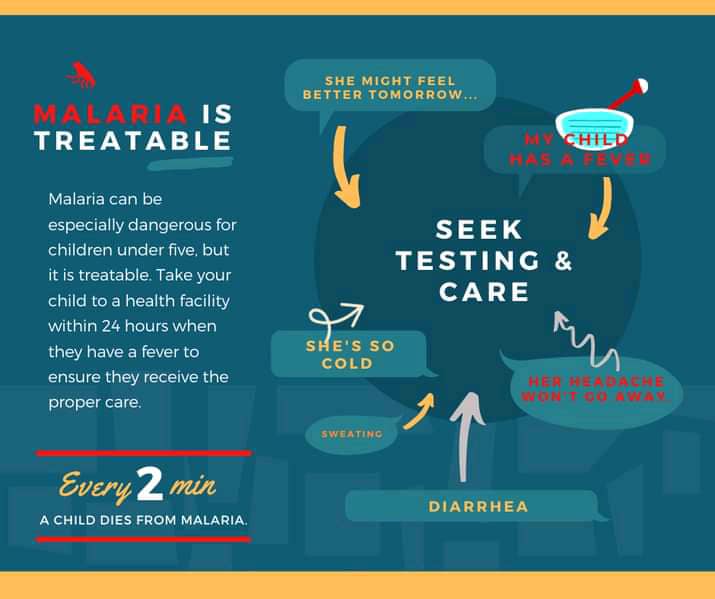 MALARIA IS
TREATABLE
Malaria can be
especially dangerous for
children under five, but
it is treatable. Take your
child to a health facility
within 24 hours when
they have a fever to
ensure they receive the
proper care.
Every 2 min
A CHILD DIES FROM MALARIA.
SHE MIGHT FEEL
BETTER TOMORROW...
MY CHILD
HAS A FEVER
SEEK
TESTING &
CARE
SHE'S SO
COLD
HER HEADACHE
WON'T GO AWAY.
SWEATING
DIARRHEA